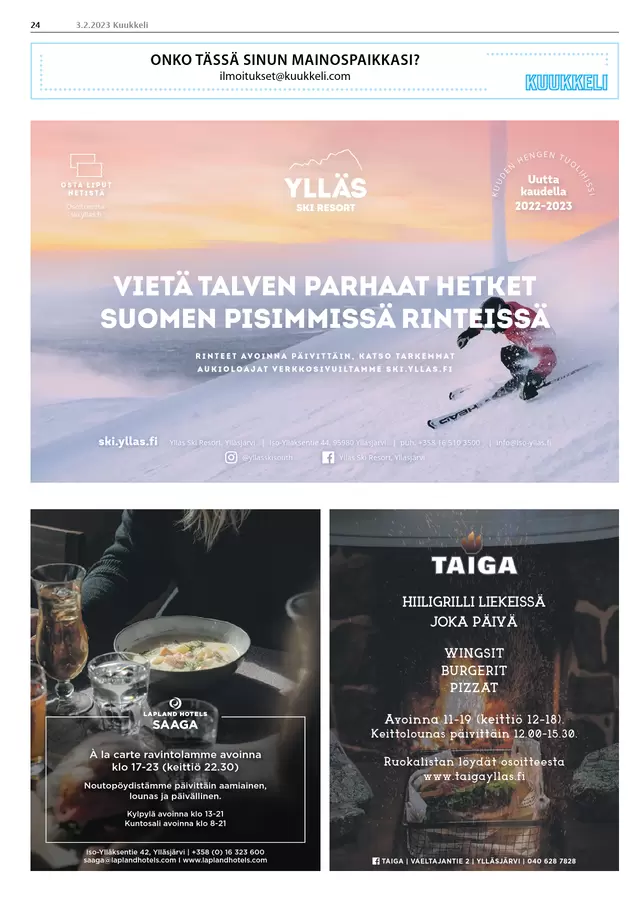 24
3.2.2023 Kuukkeli
ONKO TÄSSÄ SINUN MAINOSPAIKKASI?
ilmoitukset@kuukkeli.com
KUUKKELI
OSTA LIPUT
NETISTÄ
YLLÄS
SKI RESORT
KUUDEN HENGEN TUOLIHISSI
Uutta
kaudella
2022-2023
VIETÄ TALVEN PARHAAT HETKET
SUOMEN PISIMMISSÄ RINTEISSÄ
RINTEET AVOINNA PÄIVITTÄIN, KATSO TARKEMMAT
AUKIOLOAJAT VERKKOSIVUILTAMME SKI.YLLAS.FI
ski.yllas.fi Ylläs Ski Resort, Ylläsjärvi | Iso-Ylläksentie 44, 95980 Ylläsjärvi | puh. +358 16 510 3500 | info@iso-yllas.fi
@yllasskiresort Ylläs Ski Resort, Ylläsjärvi
LAPLAND HOTELS
SAAGA
À la carte ravintolamme avoinna
klo 17-23 (keittiö 22.30)
Noutopöydistämme päivittäin aamiainen,
lounas ja päivällinen.
Kylpylä avoinna klo 13-21
Kuntosali avoinna klo 8-21
Iso-Ylläksentie 42, Ylläsjärvi | +358 (0) 16 323 600
saaga@laplandhotels.com | www.laplandhotels.com
TAIGA
HIILIGRILLI LIEKEISSÄ
JOKA PÄIVÄ
WINGSIT
BURGERIT
PIZZAT
Avoinna 11-19 (keittiö 12-18).
Keittolounas päivittäin 12.00-15.30.
Ruokalistan löydät osoitteesta
www.taigayllas.fi
TAIGA | VAELTAJANTIE 2 | YLLÄSJÄRVI | 040 628 7828